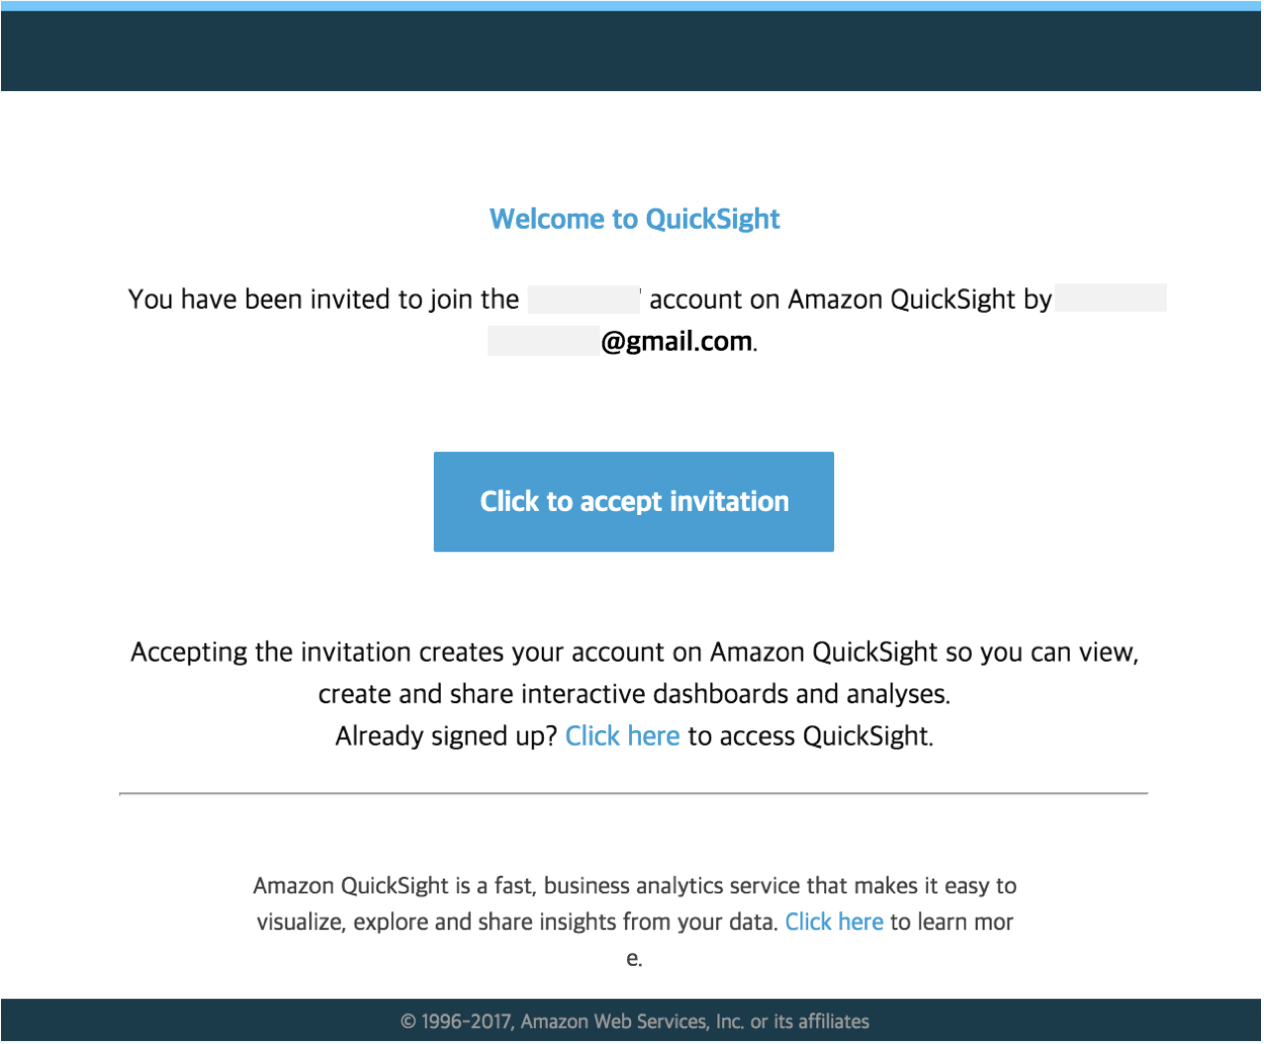 Welcome to QuickSight
You have been invited to join the ' account on Amazon QuickSight by
@gmail.com.
Click to accept invitation
Accepting the invitation creates your account on Amazon QuickSight so you can view,
create and share interactive dashboards and analyses.
Already signed up? Click here to access QuickSight.
Amazon QuickSight is a fast, business analytics service that makes it easy to
visualize, explore and share insights from your data. Click here to learn mor
e.
© 1996-2017, Amazon Web Services, Inc. or its affiliates